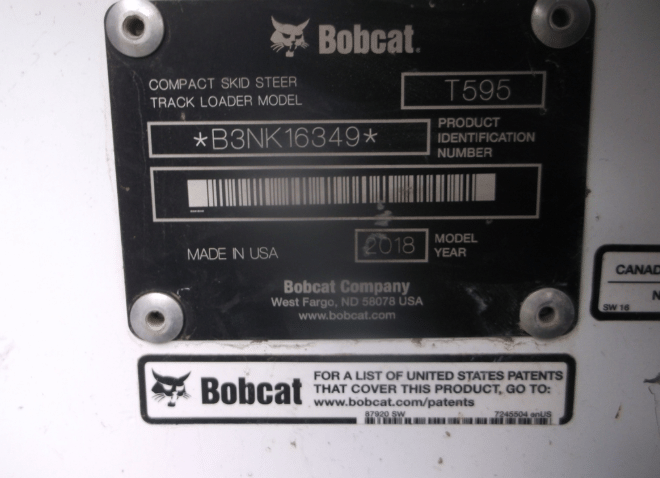 Bobcat.
COMPACT SKID STEER
TRACK LOADER MODEL
T595
*B3NK16349*
PRODUCT
IDENTIFICATION
NUMBER
MADE IN USA
2018
MODEL
YEAR
Bobcat Company
West Fargo, ND 58078 USA
www.bobcat.com
CANAD
N
SW 16
Bobcat
FOR A LIST OF UNITED STATES PATENTS
THAT COVER THIS PRODUCT, GO TO:
www.bobcat.com/patents
87920 SW
7245504 enUS